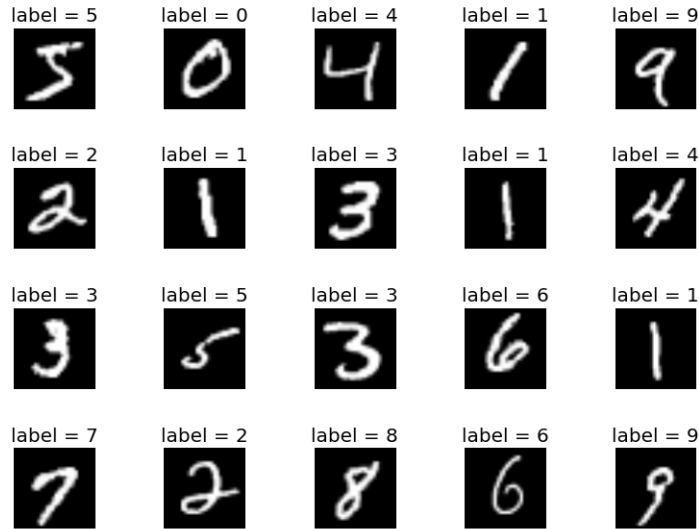 label = 5 label = 0 label = 4 label = 1 label = 9
5 0 4 1 9
label = 2 label = 1 label = 3 label = 1 label = 4
2 1 3 1 4
label = 3 label = 5 label = 3 label = 6 label = 1
3 5 3 6 1
label = 7 label = 2 label = 8 label = 6 label = 9
7 2 8 6 9